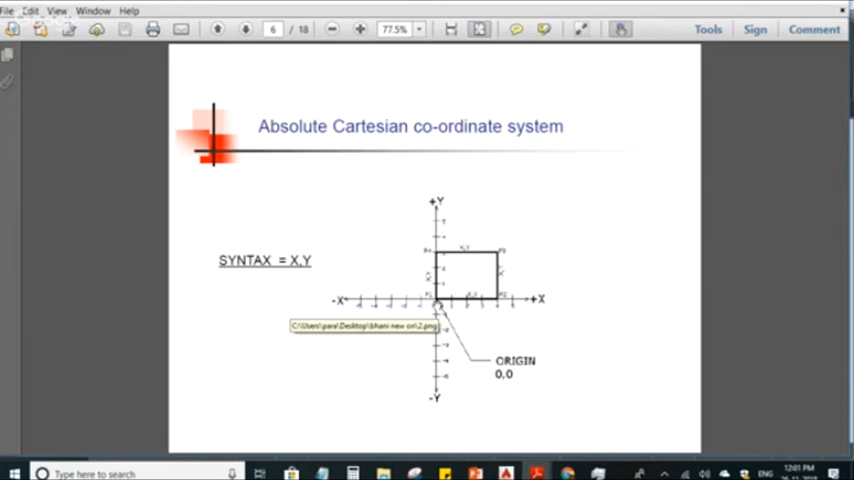 File Edit View Window Help
6 / 18
77.5%
Tools Sign Comment
Absolute Cartesian co-ordinate system
SYNTAX = X,Y
+Y
-X
+X
C:\Users\para\Desktop\bhani new on\2.png
ORIGIN
0,0
-Y
Type here to search
ENG
12:01 PM